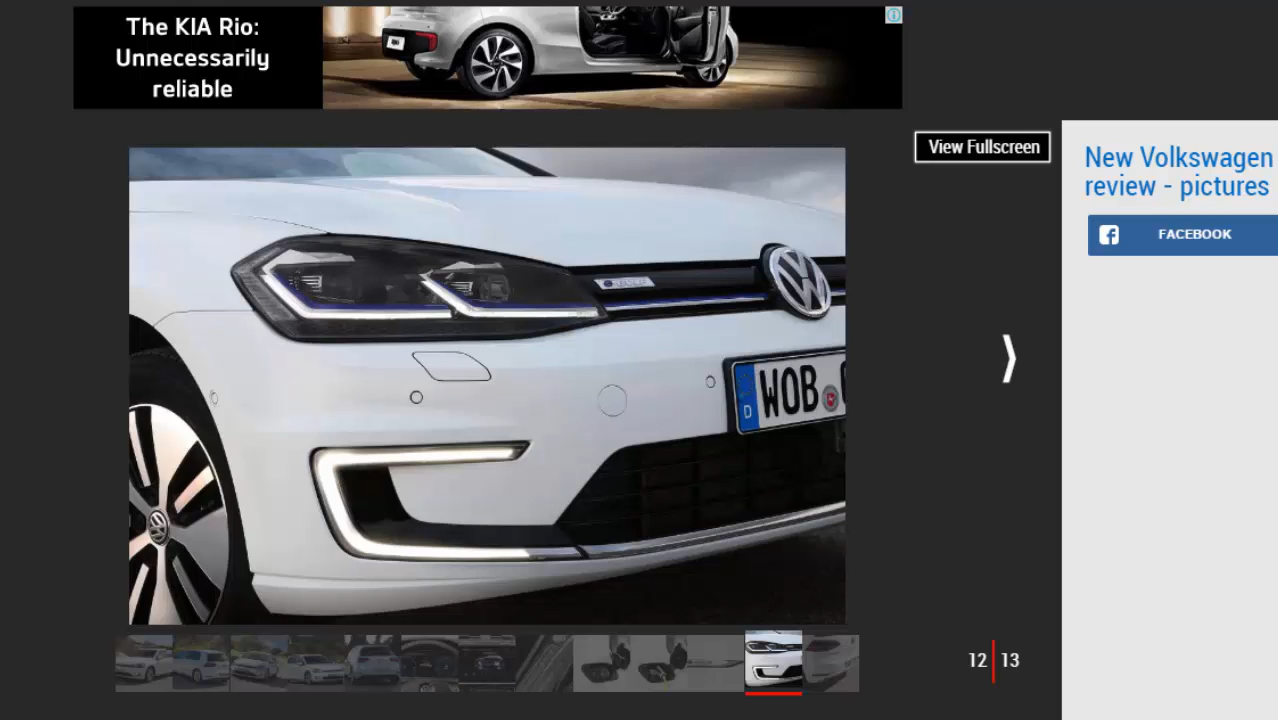 The KIA Rio:
Unnecessarily
reliable
View Fullscreen
New Volkswagen
review - pictures
FACEBOOK
WOB
D
12 13